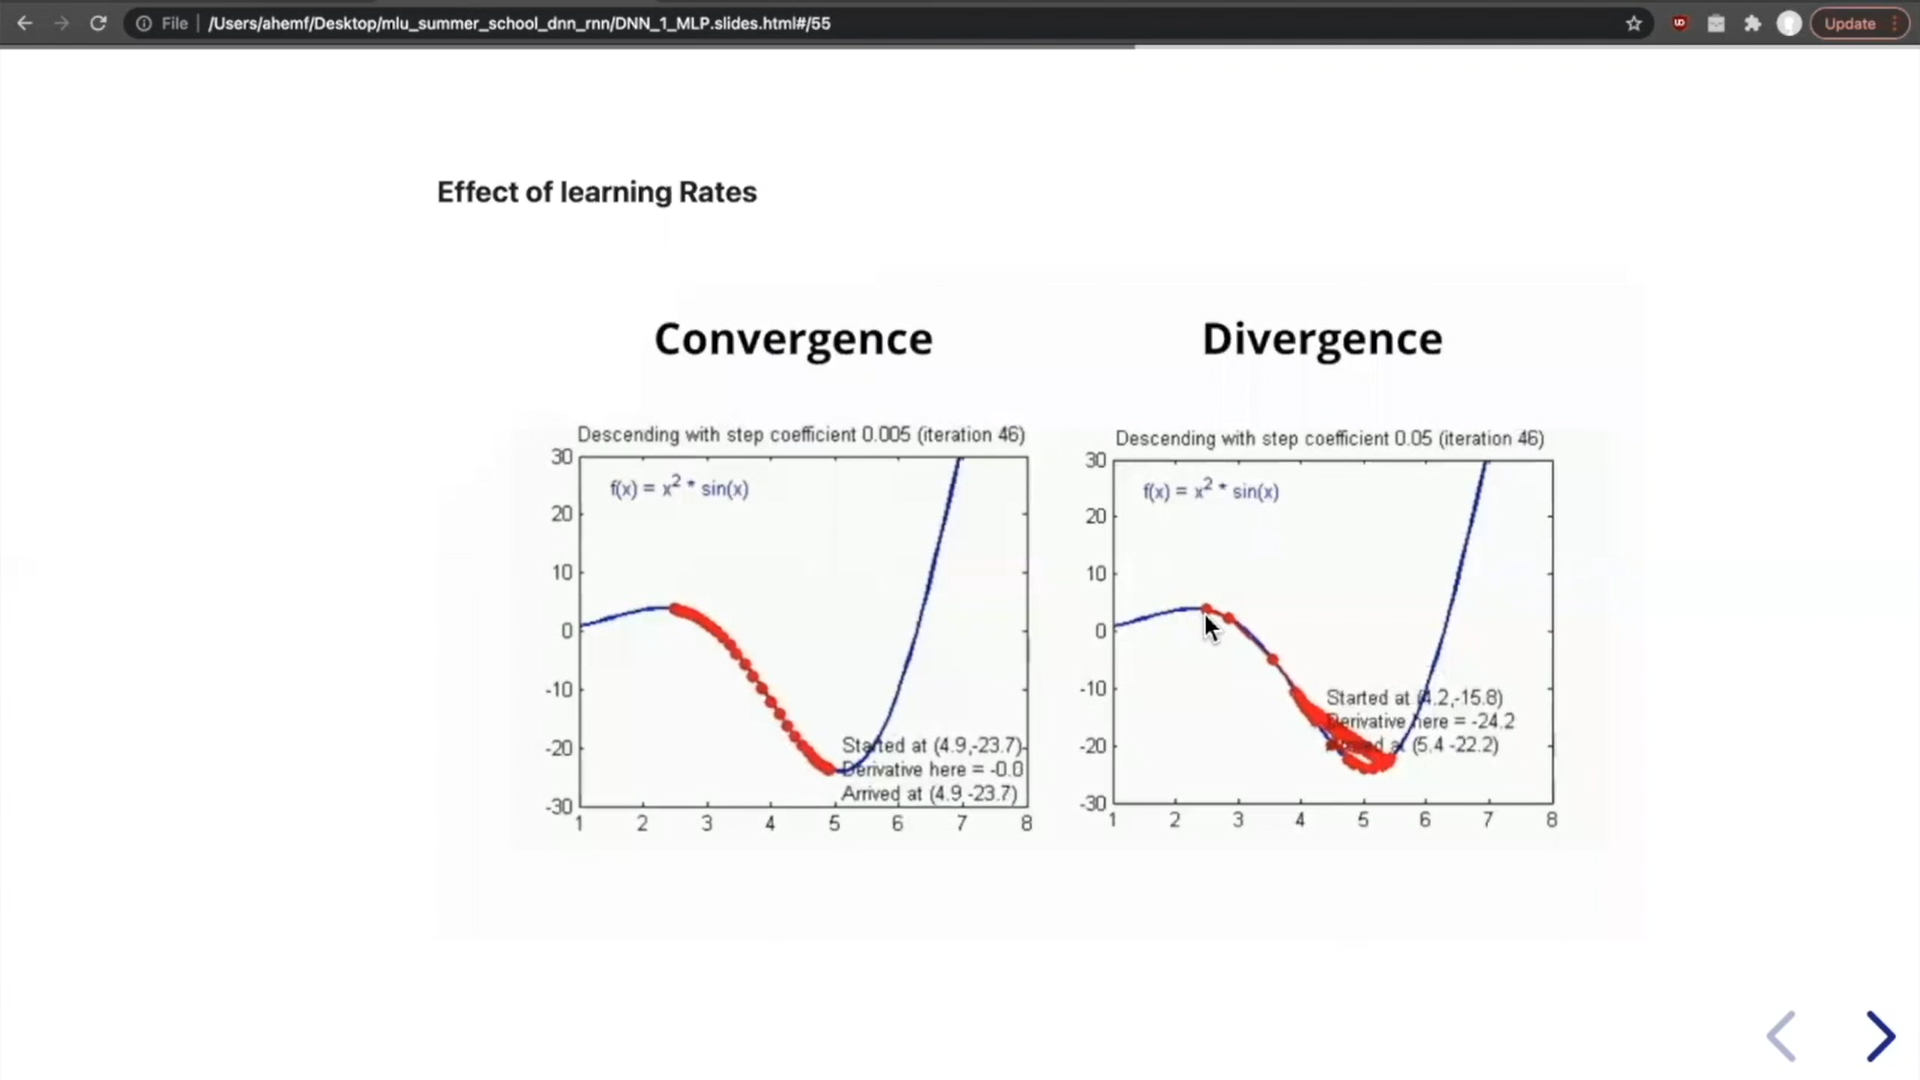 File /Users/ahemf/Desktop/mlu_summer_school_dnn_rnn/DNN_1_MLP.slides.html#/55 Update
Effect of learning Rates
Convergence
Divergence
Descending with step coefficient 0.005 (iteration 46)
30
f(x) = x² * sin(x)
20
10
0
-10
-20
-30
Started at (4.9,-23.7)
Derivative here = -0.0
Arrived at (4.9 -23.7)
1 2 3 4 5 6 7 8
Descending with step coefficient 0.05 (iteration 46)
30
f(x) = x² * sin(x)
20
10
0
-10
-20
-30
Started at (4.2,-15.8)
Derivative here = -24.2
at (5.4 -22.2)
1 2 3 4 5 6 7 8